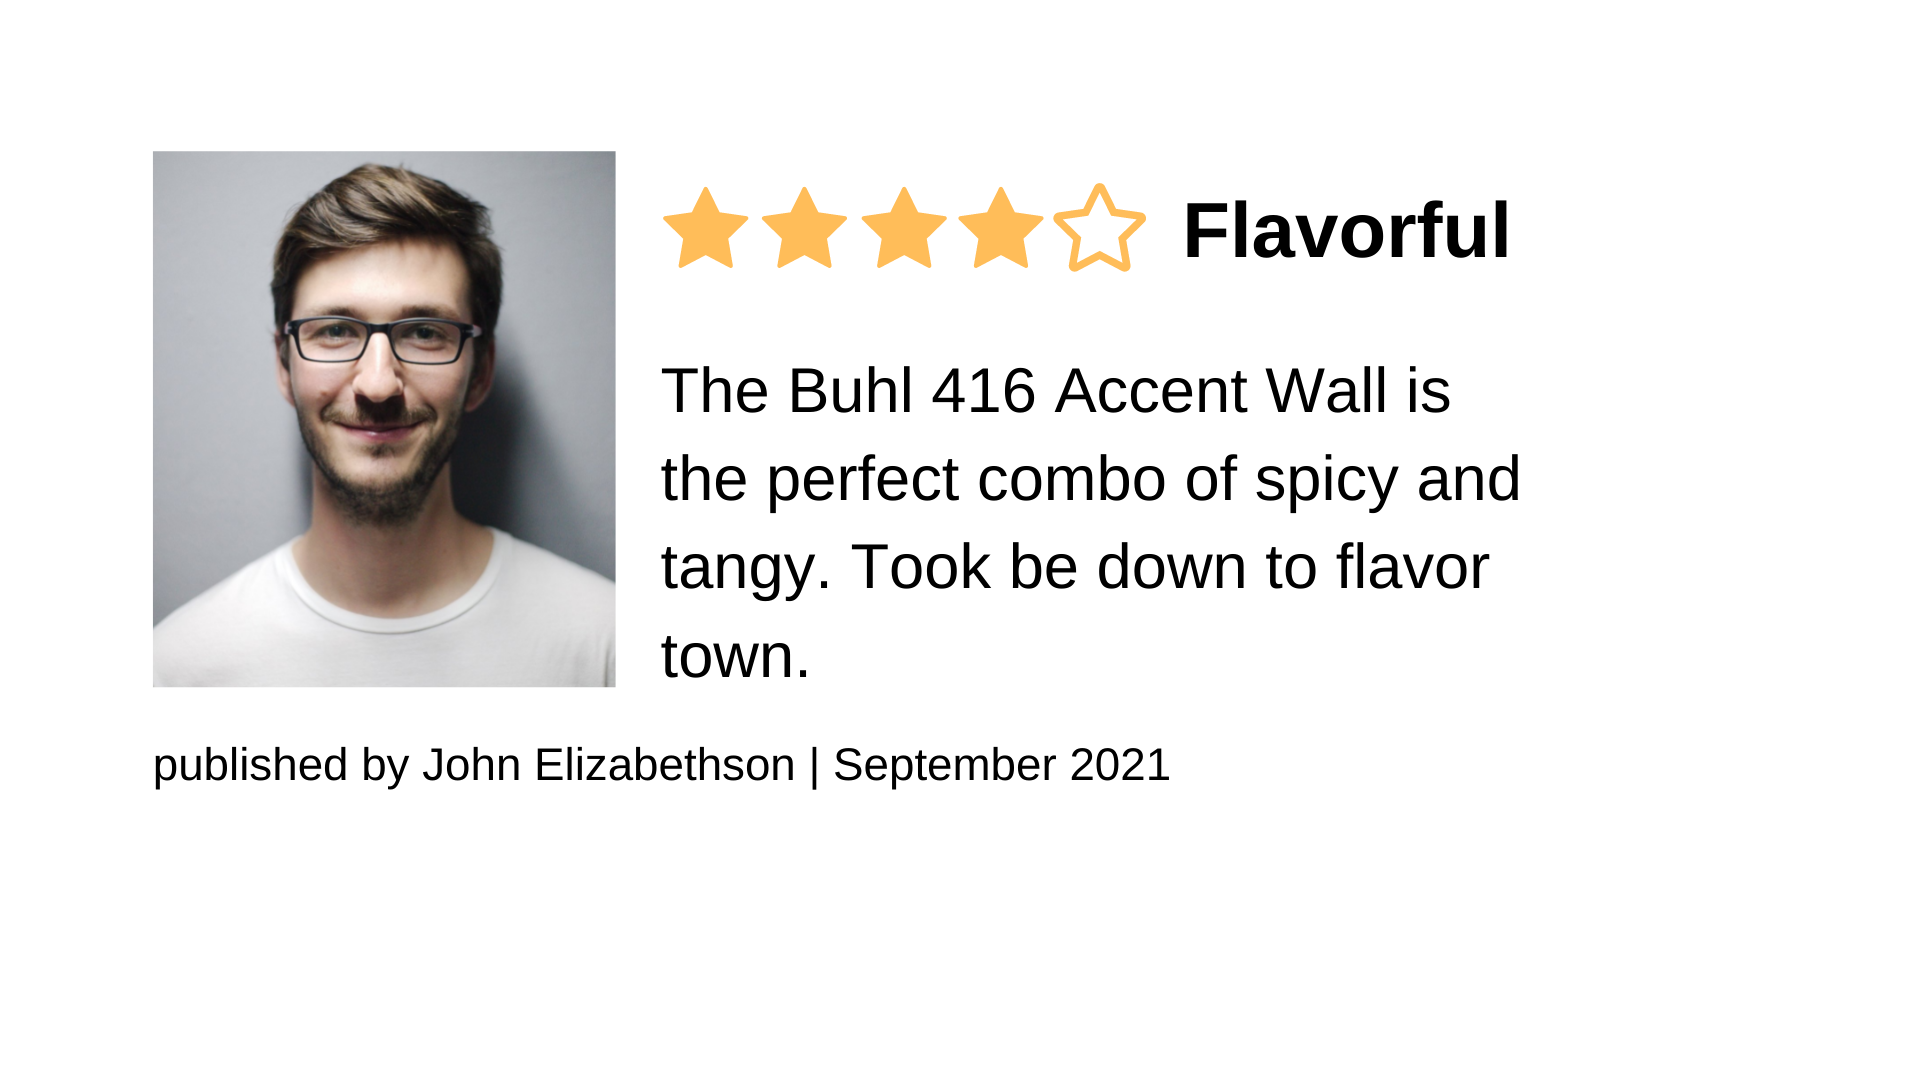 Flavorful
The Buhl 416 Accent Wall is
the perfect combo of spicy and
tangy. Took be down to flavor
town.
published by John Elizabethson | September 2021